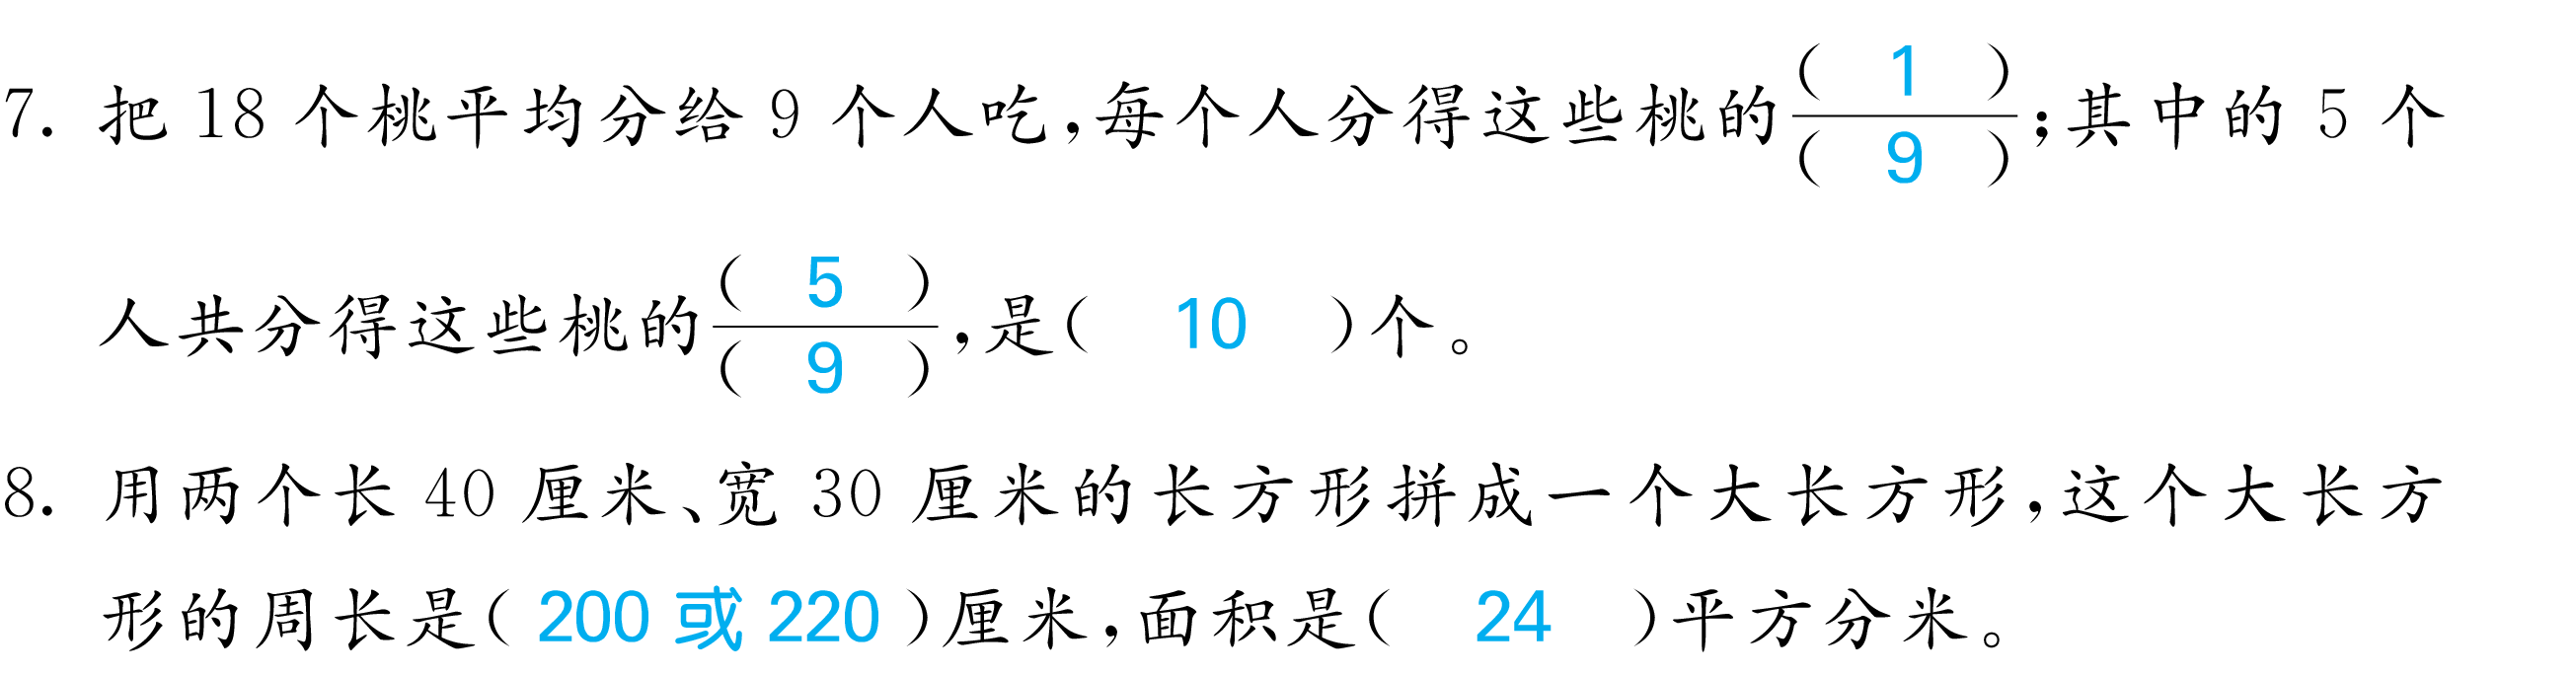 7. 把 18 个桃平均分给 9 个人吃,每个人分得这些桃的( 1 )/( 9 );其中的 5 个
人共分得这些桃的( 5 )/( 9 ),是( 10 )个。
8. 用两个长 40 厘米、宽 30 厘米的长方形拼成一个大长方形,这个大长方
形的周长是( 200 或 220 )厘米,面积是( 24 )平方分米。